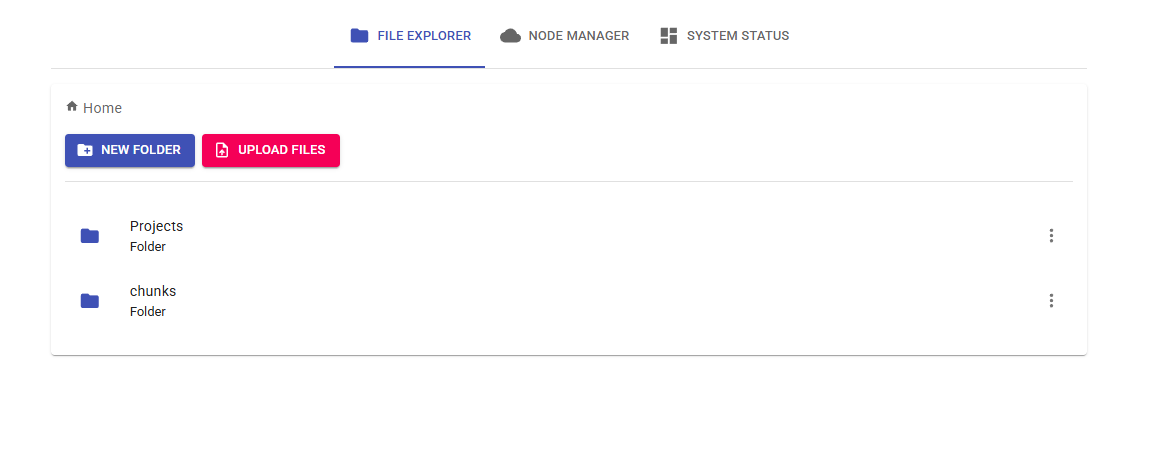 FILE EXPLORER NODE MANAGER SYSTEM STATUS
Home
NEW FOLDER UPLOAD FILES
Projects
Folder
chunks
Folder